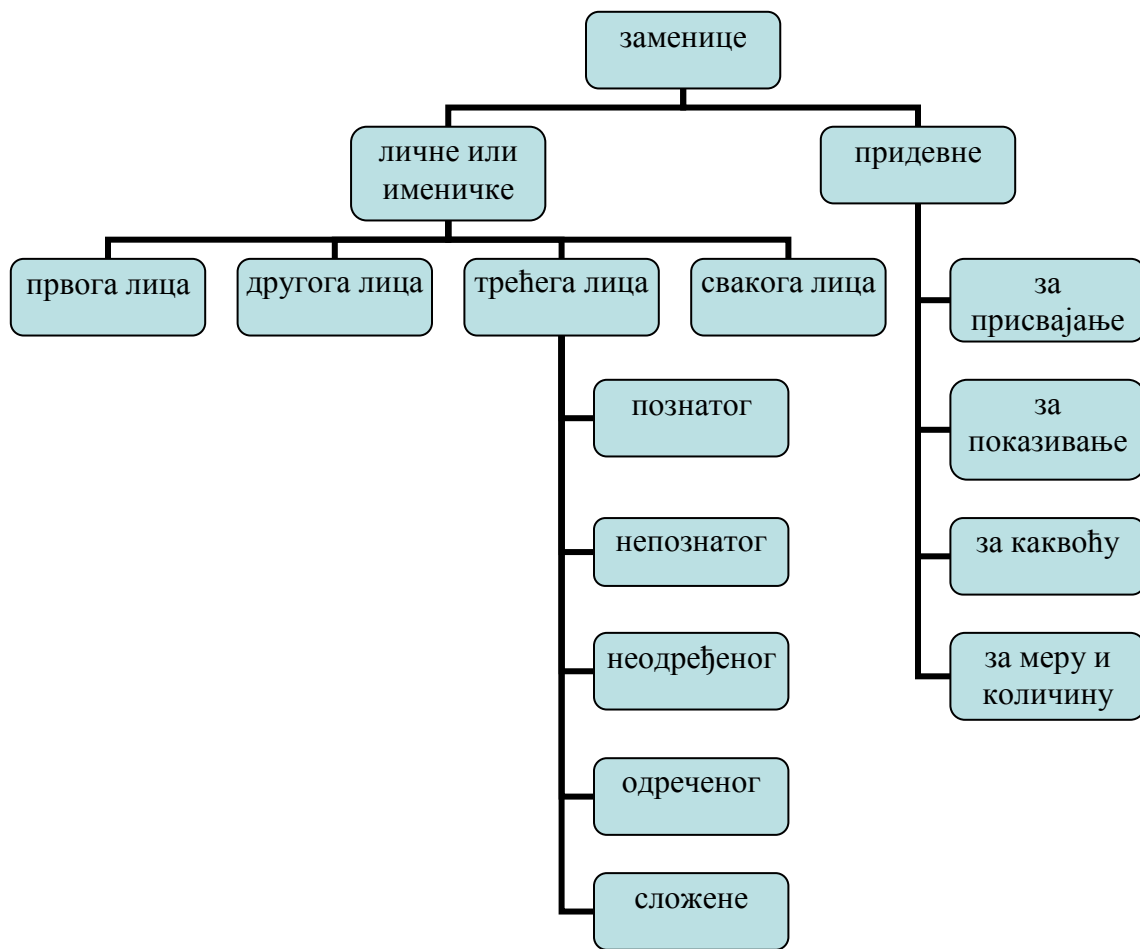 заменице
личне или
именичке
придевне
првога лица
другога лица
трећега лица
свакога лица
за
присвајање
познатог
за
показивање
непознатог
за каквоћу
неодређеног
за меру и
количину
одреченог
сложене